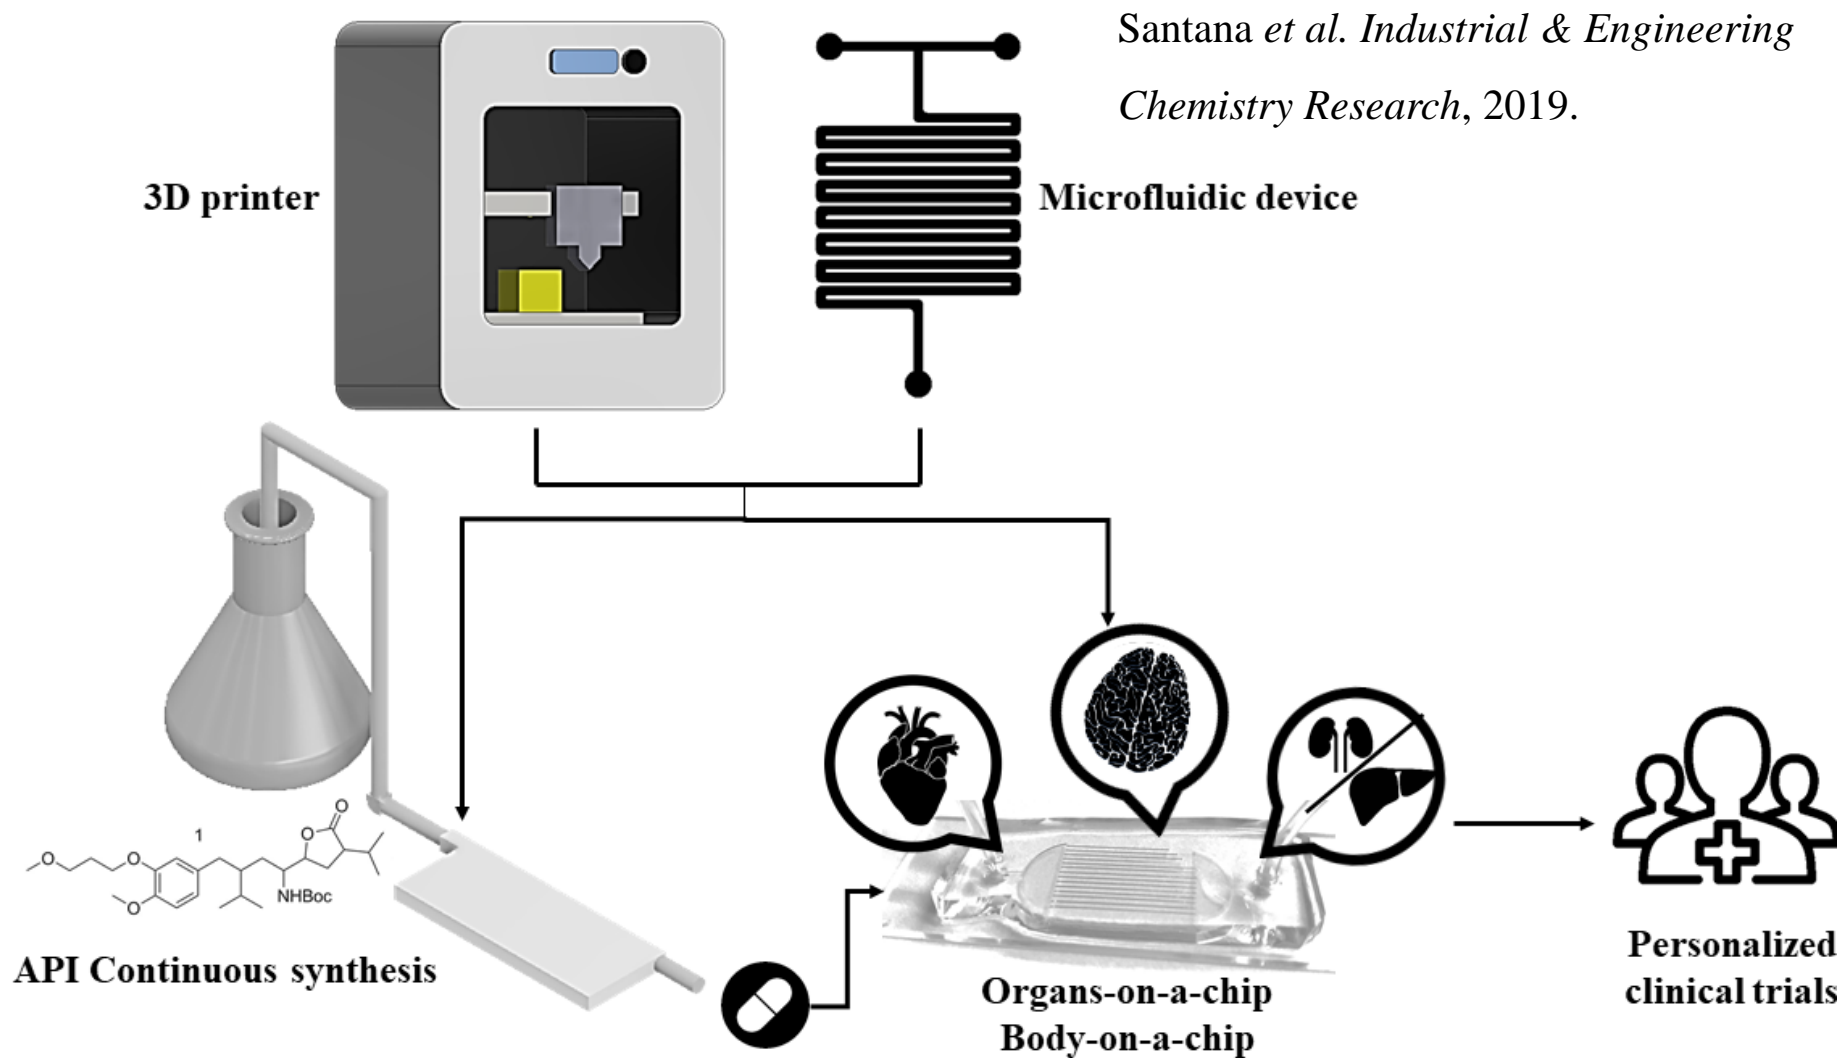 Santana et al. Industrial & Engineering
Chemistry Research, 2019.
3D printer
Microfluidic device
1
O
O
O
O
O
NHBoc
API Continuous synthesis
Organs-on-a-chip
Body-on-a-chip
Personalized
clinical trials